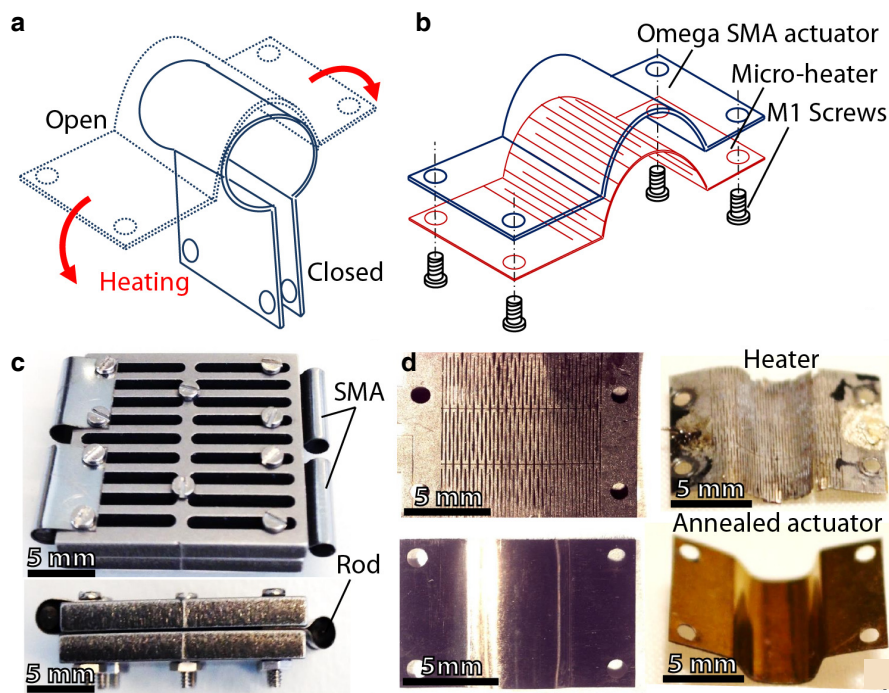 a
Open
Heating
Closed
b
Omega SMA actuator
Micro-heater
M1 Screws
c
SMA
5 mm
Rod
5 mm
d
Heater
5 mm
5 mm
Annealed actuator
5mm
5 mm